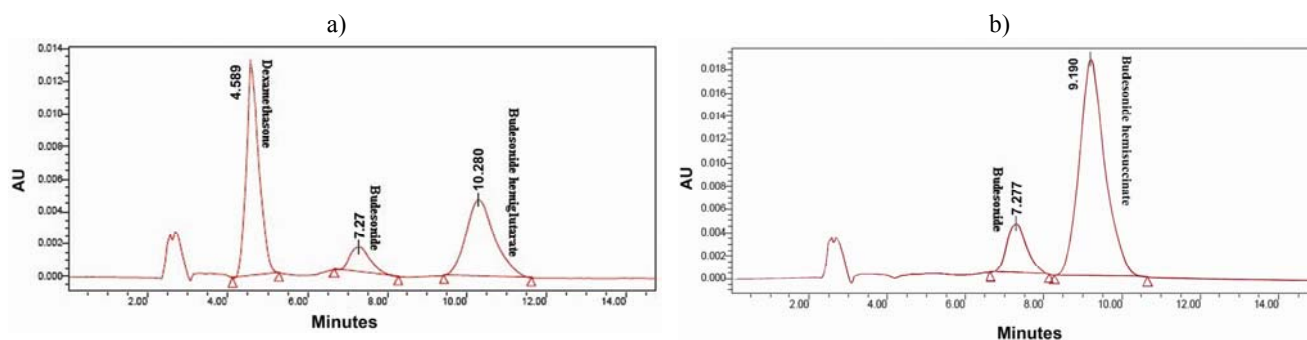 a)
0.014
0.012
0.010
0.008
0.006
0.004
0.002
0.000
AU
4.589
Dexamethasone
7.27
Budesonide
10.280
Budesonide hemiglutarate
2.00 4.00 6.00 8.00 10.00 12.00 14.00
Minutes
b)
0.018
0.016
0.014
0.012
0.010
0.008
0.006
0.004
0.002
0.000
AU
Budesonide
7.277
9.190
Budesonide hemisuccinate
2.00 4.00 6.00 8.00 10.00 12.00 14.00
Minutes